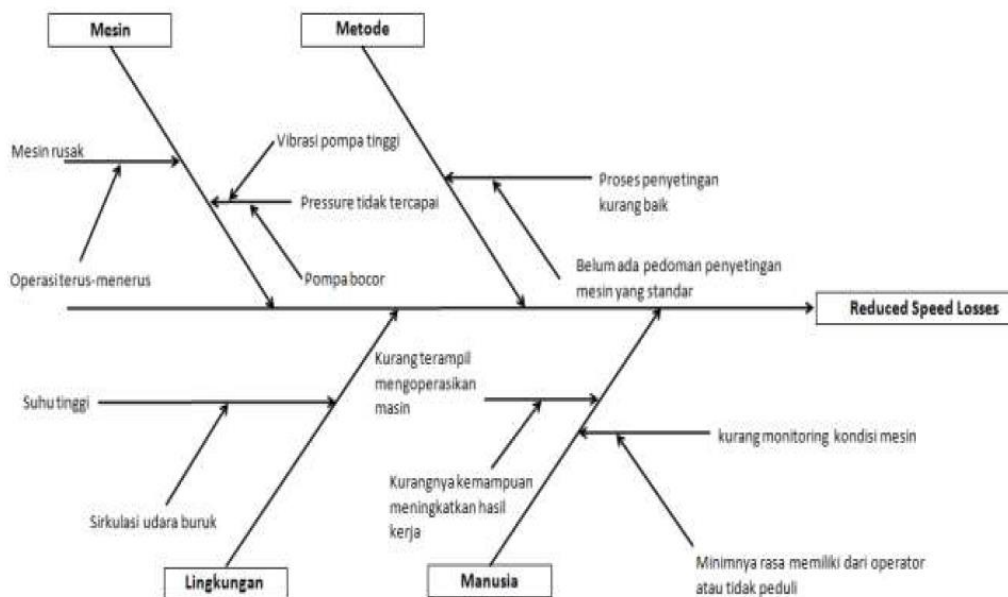 Mesin
Metode
Mesin rusak
Vibrasi pompa tinggi
Pressure tidak tercapai
Operasi terus-menerus
Pompa bocor
Proses penyetingan
kurang baik
Belum ada pedoman penyetingan
mesin yang standar
Reduced Speed Losses
Suhu tinggi
Sirkulasi udara buruk
Kurang terampil
mengoperasikan
masin
Kurangnya kemampuan
meningkatkan hasil
kerja
kurang monitoring kondisi mesin
Minimnya rasa memiliki dari operator
atau tidak peduli
Lingkungan
Manusia